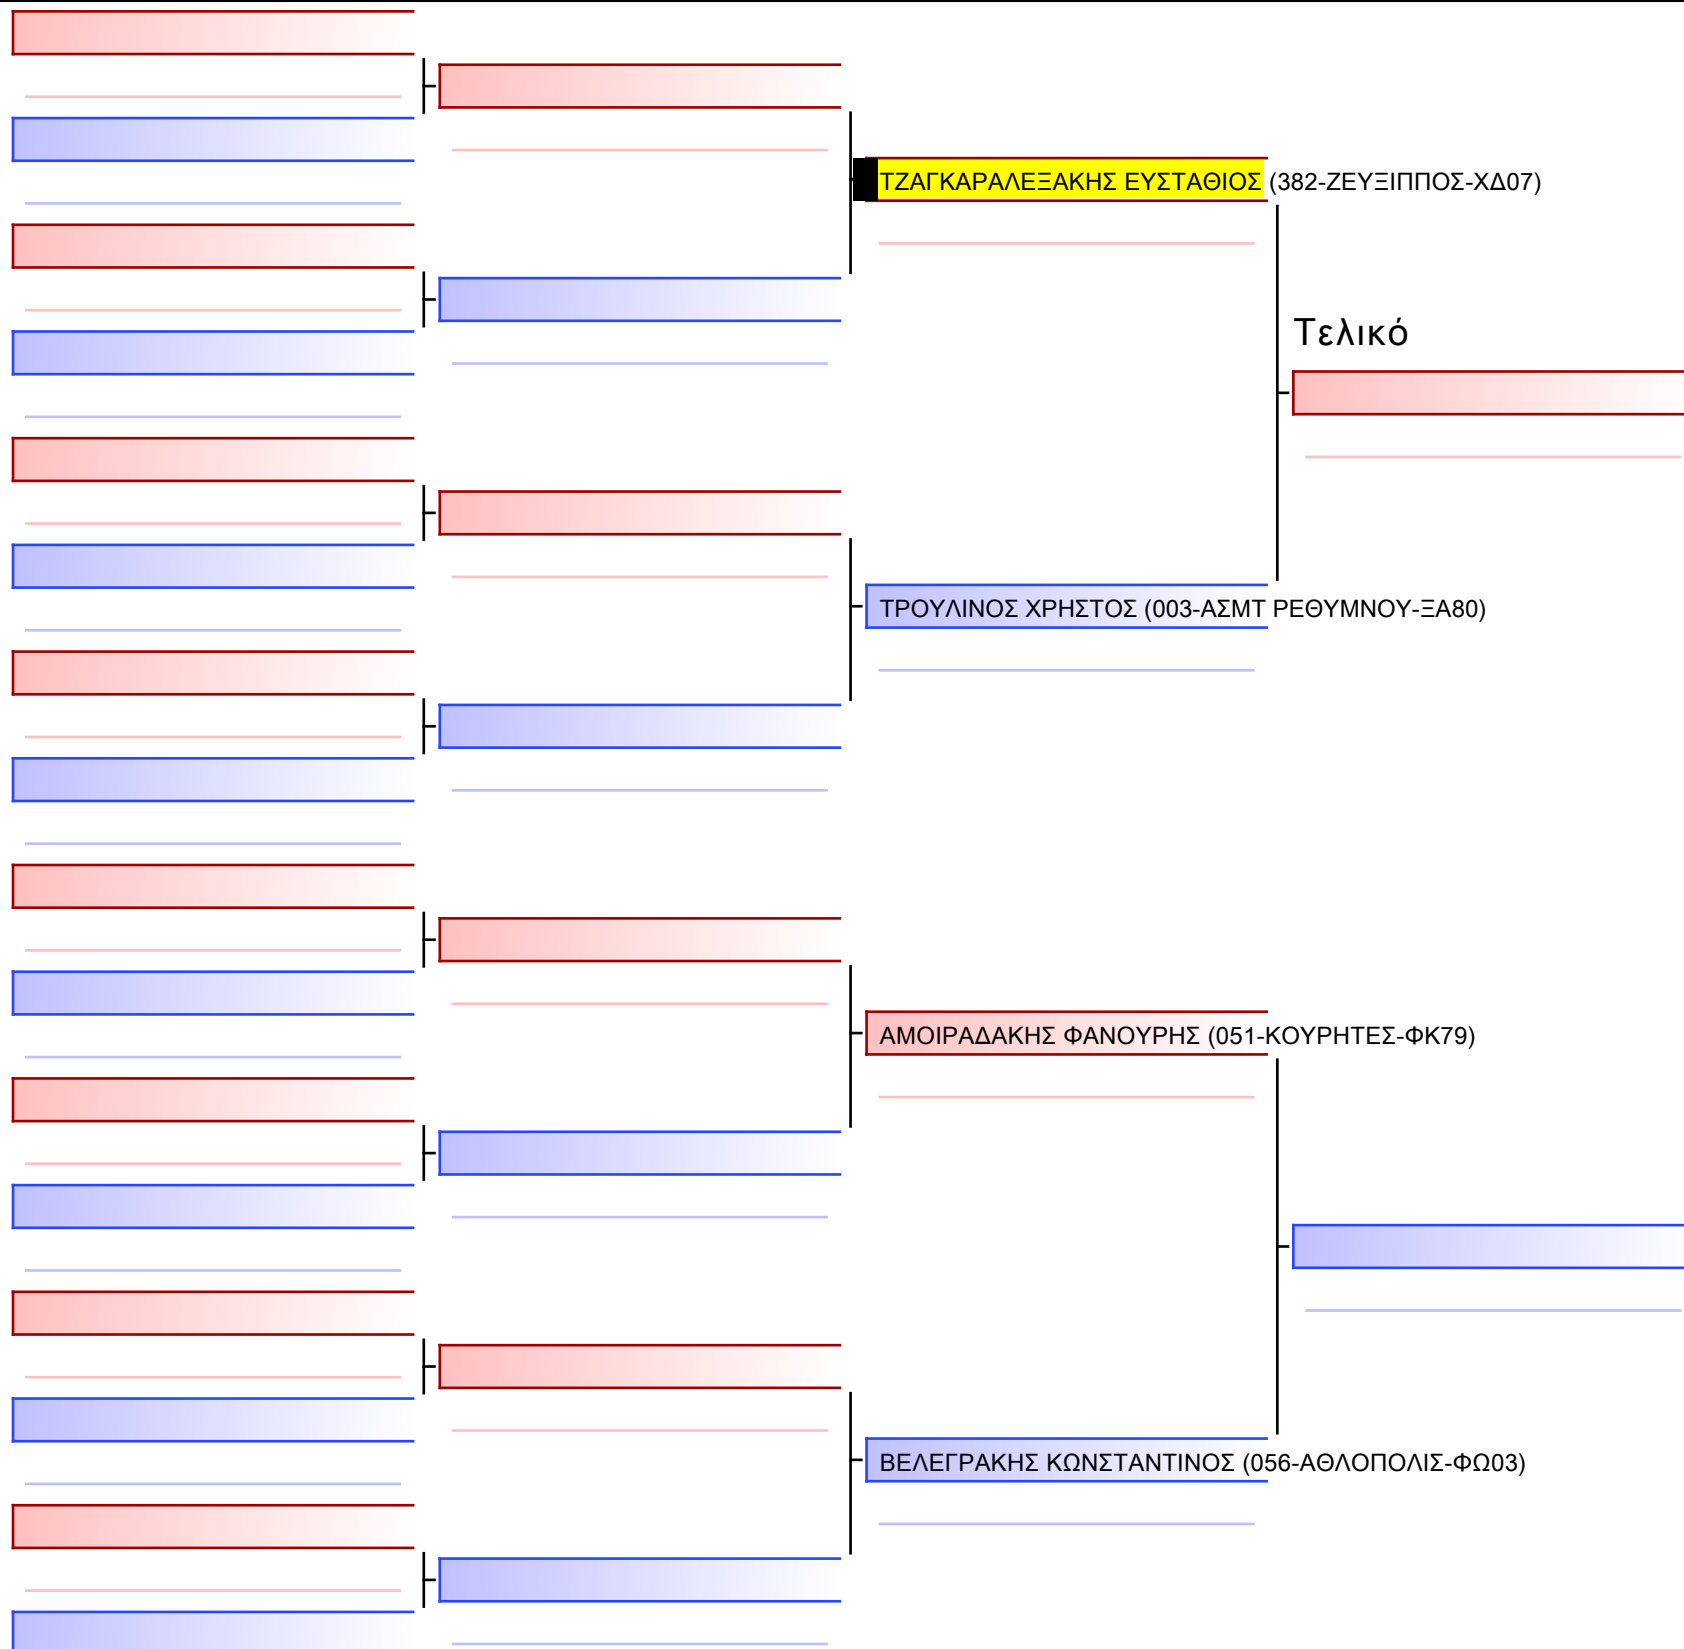 ΤΖΑΓΚΑΡΑΛΕΞΑΚΗΣ ΕΥΣΤΑΘΙΟΣ (382-ΖΕΥΞΙΠΠΟΣ-ΧΔ07)
Τελικό
ΤΡΟΥΛΙΝΟΣ ΧΡΗΣΤΟΣ (003-ΑΣΜΤ ΡΕΘΥΜΝΟΥ-ΞΑ80)
ΑΜΟΙΡΑΔΑΚΗΣ ΦΑΝΟΥΡΗΣ (051-ΚΟΥΡΗΤΕΣ-ΦΚ79)
ΒΕΛΕΓΡΑΚΗΣ ΚΩΝΣΤΑΝΤΙΝΟΣ (056-ΑΘΛΟΠΟΛΙΣ-ΦΩ03)